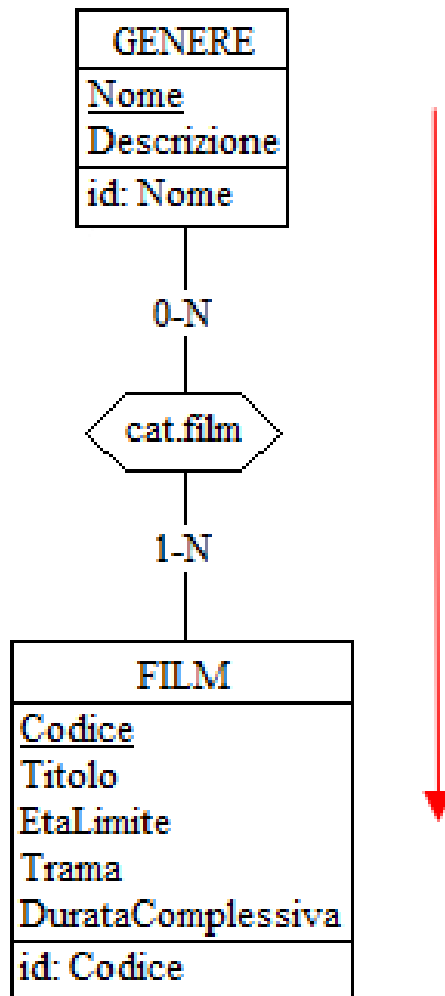 GENERE
Nome
Descrizione
id: Nome
0-N
cat.film
1-N
FILM
Codice
Titolo
EtaLimite
Trama
DurataComplessiva
id: Codice